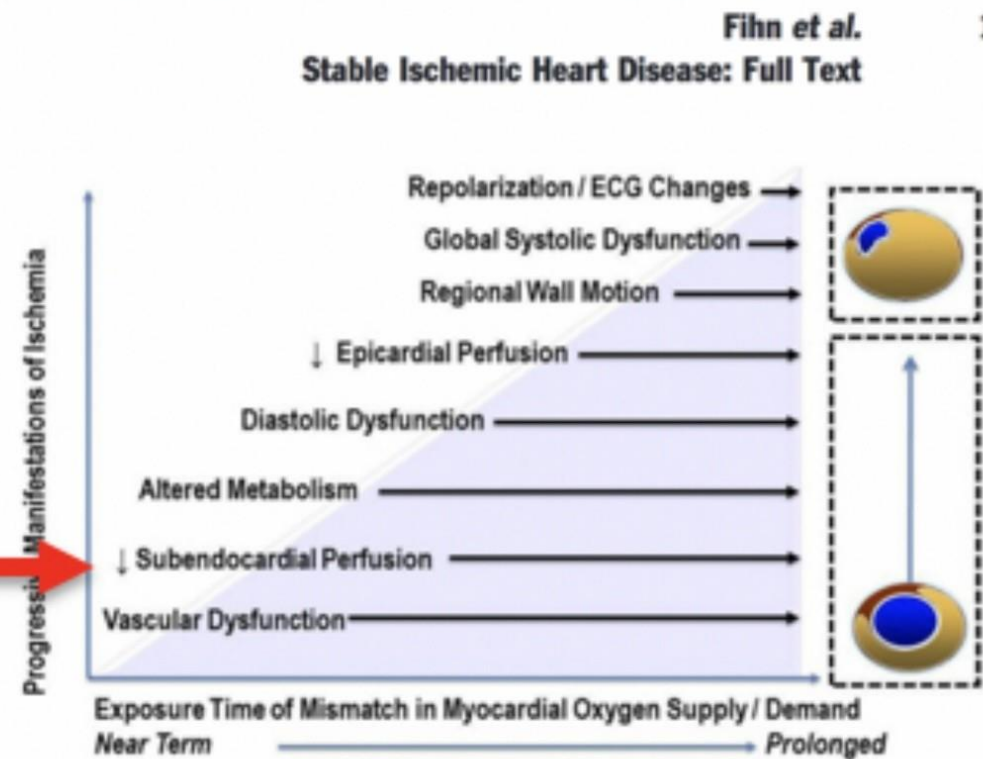 Fihn et al.
Stable Ischemic Heart Disease: Full Text
Repolarization / ECG Changes
Global Systolic Dysfunction
Regional Wall Motion
↓ Epicardial Perfusion
Diastolic Dysfunction
Altered Metabolism
↓ Subendocardial Perfusion
Vascular Dysfunction
Manifestations of Ischemia
Exposure Time of Mismatch in Myocardial Oxygen Supply / Demand
Near Term
Prolonged